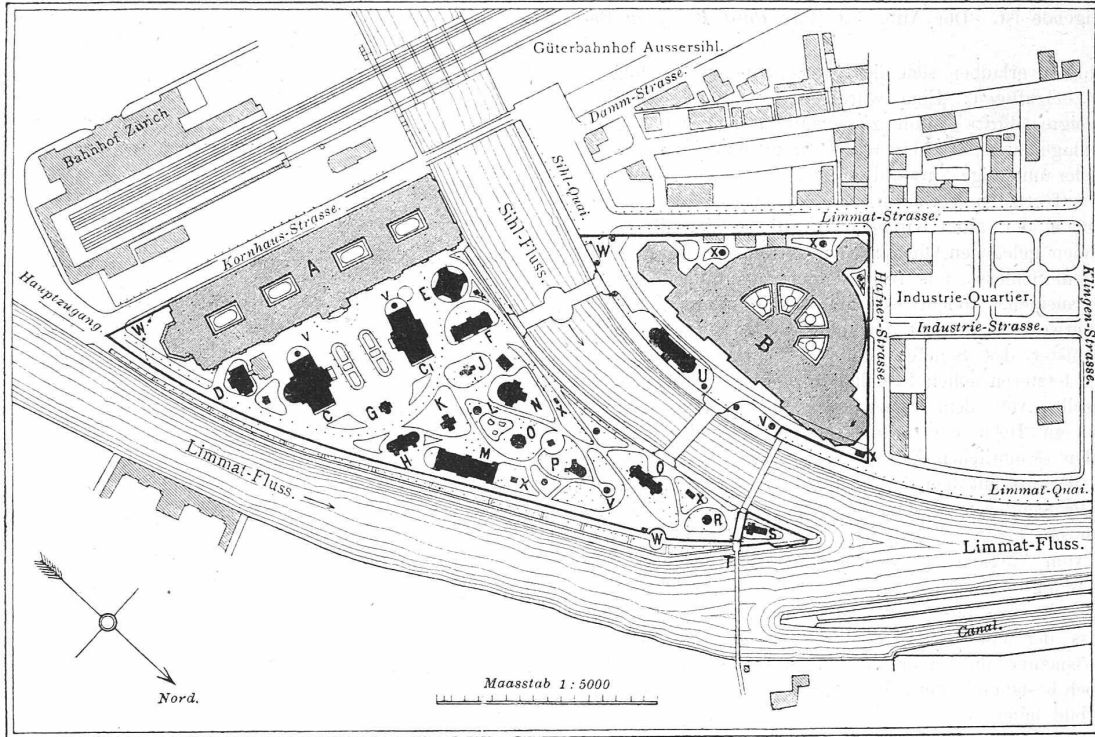 Güterbahnhof Aussersihl.
Damm-Strasse.
Bahnhof Zürich
Sihl-Quai.
Sihl-Fluss.
Limmat-Strasse.
Kornhaus-Strasse.
Hauptzugang.
Hafner-Strasse.
Industrie-Quartier.
Industrie-Strasse.
Klingen-Strasse.
Limmat-Quai.
Limmat-Fluss.
Limmat-Fluss.
Canal.
Nord.
Maasstab 1:5000
A
B
W
W
X
X
X
V
E
F
D
C
C₁
G
J
K
L
N
O
X
H
M
X
P
V
Q
X
R
S
T
W
U
V
X
V